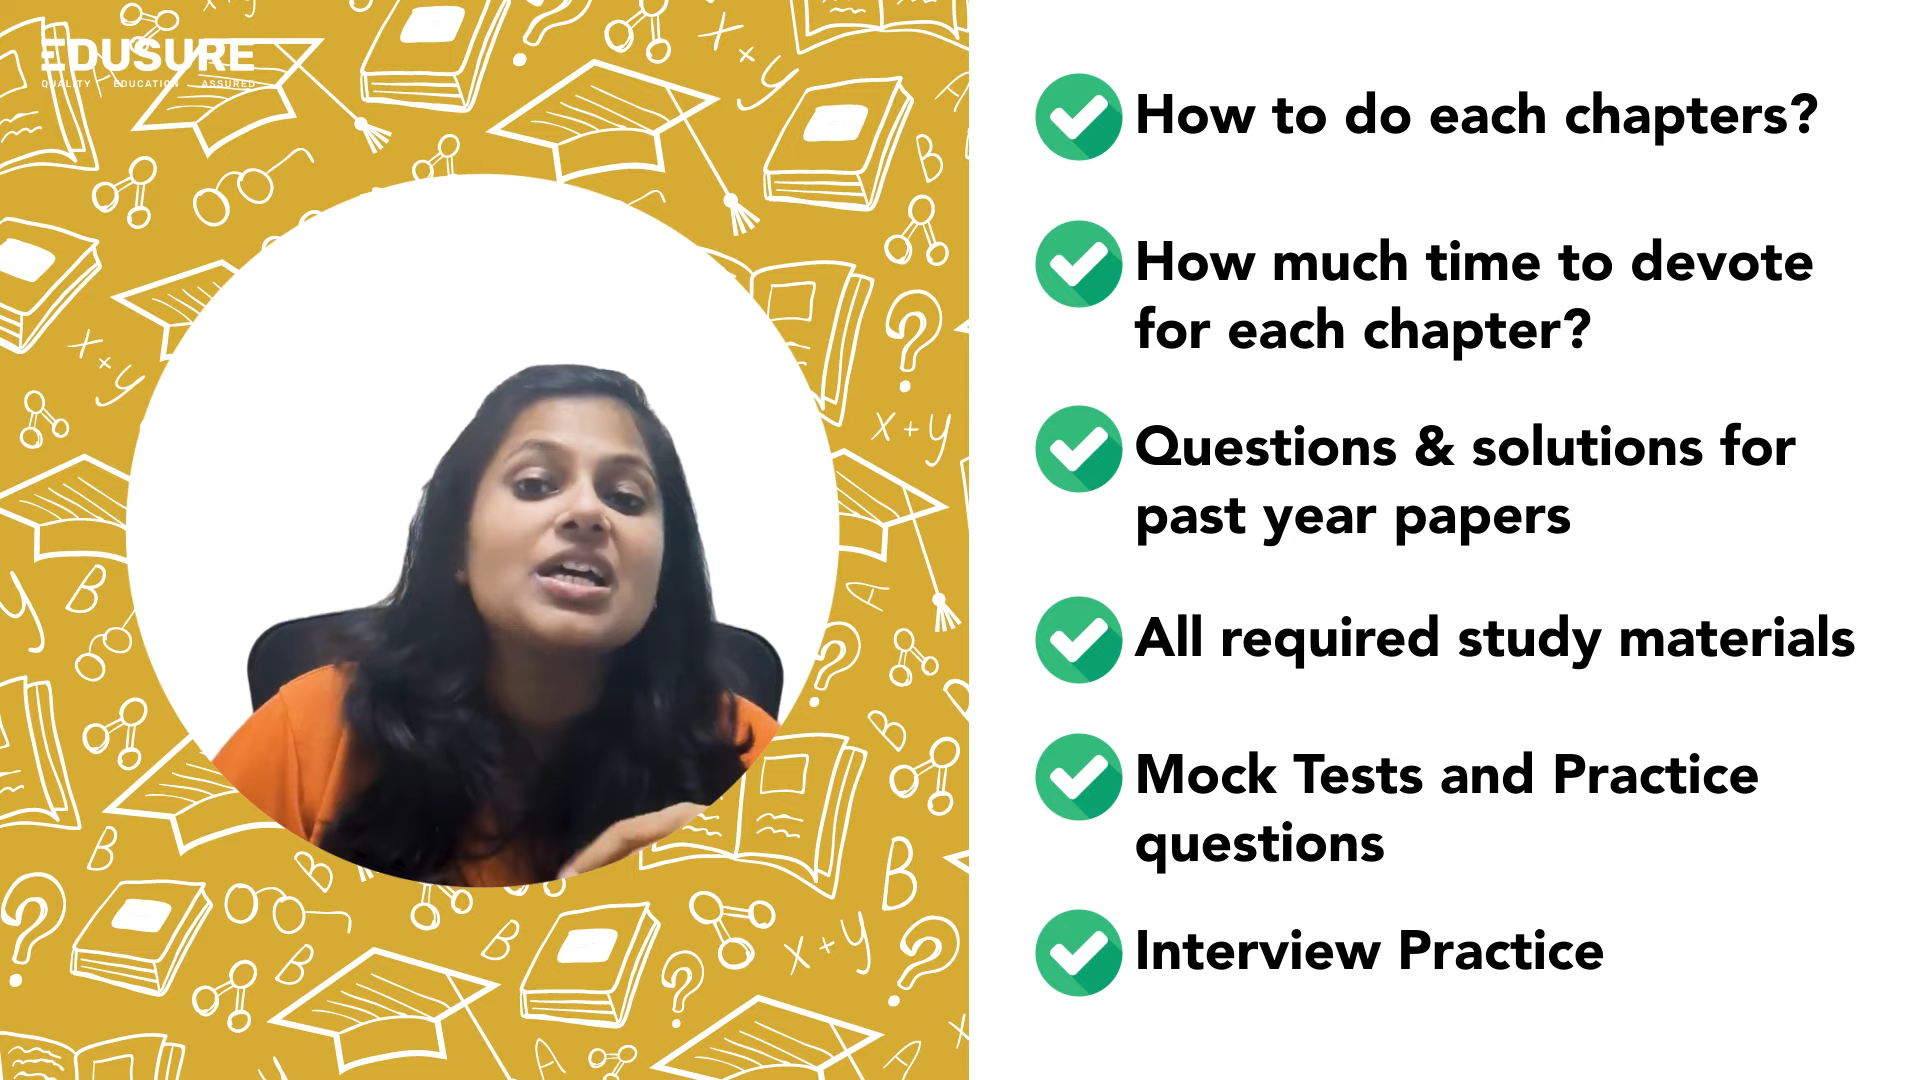 EDUSURE
QUALITY EDUCATION ASSURED
How to do each chapters?
How much time to devote
for each chapter?
Questions & solutions for
past year papers
All required study materials
Mock Tests and Practice
questions
Interview Practice